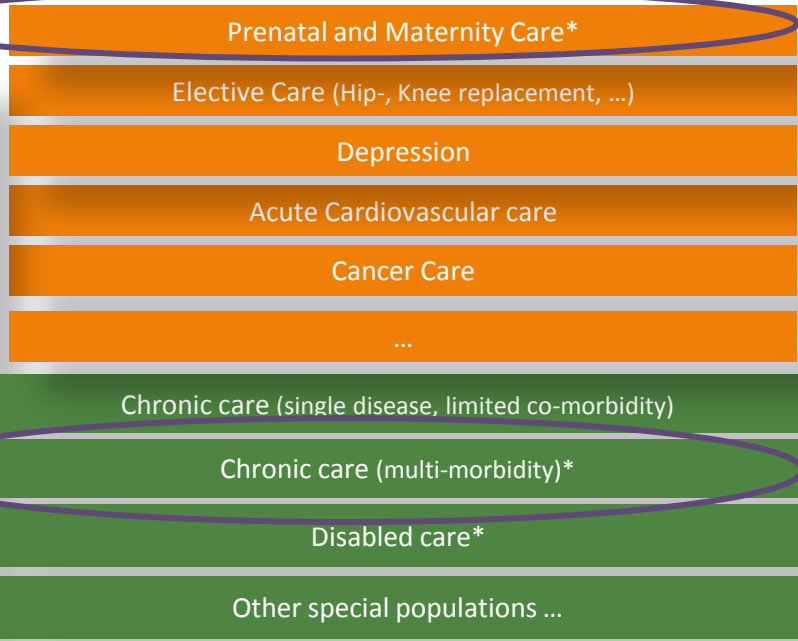 Prenatal and Maternity Care*
Elective Care (Hip-, Knee replacement, …)
Depression
Acute Cardiovascular care
Cancer Care
…
Chronic care (single disease, limited co-morbidity)
Chronic care (multi-morbidity)*
Disabled care*
Other special populations …